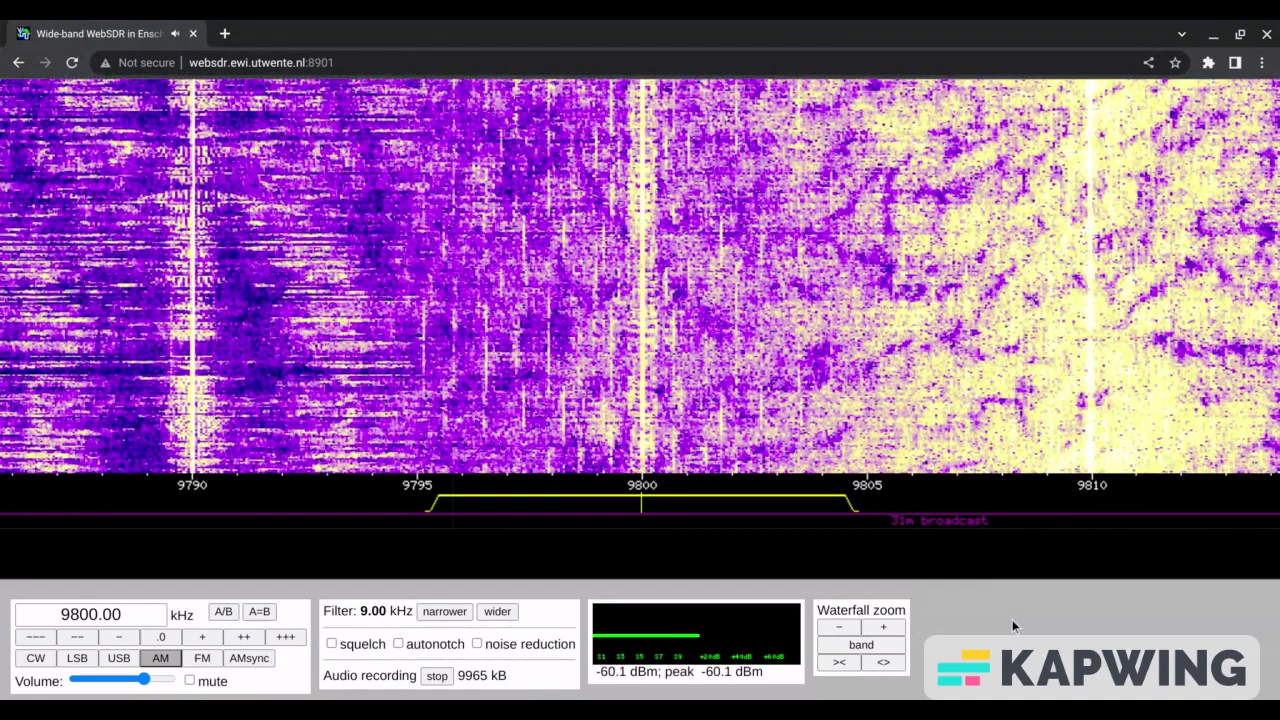 Wide-band WebSDR in Ensch
Not secure | websdr.ewi.utwente.nl:8901
9790 9795 9800 9805 9810
31m broadcast
9800.00 kHz A/B A=B
--- -- - .0 + ++ +++
CW LSB USB AM FM AMsync
Volume: mute
Filter: 9.00 kHz narrower wider
squelch autonotch noise reduction
Audio recording stop 9965 kB
S1 S3 S5 S7 S9 +20dB +40dB +60dB
-60.1 dBm; peak -60.1 dBm
Waterfall zoom
- +
band
>< <>
KAPWING